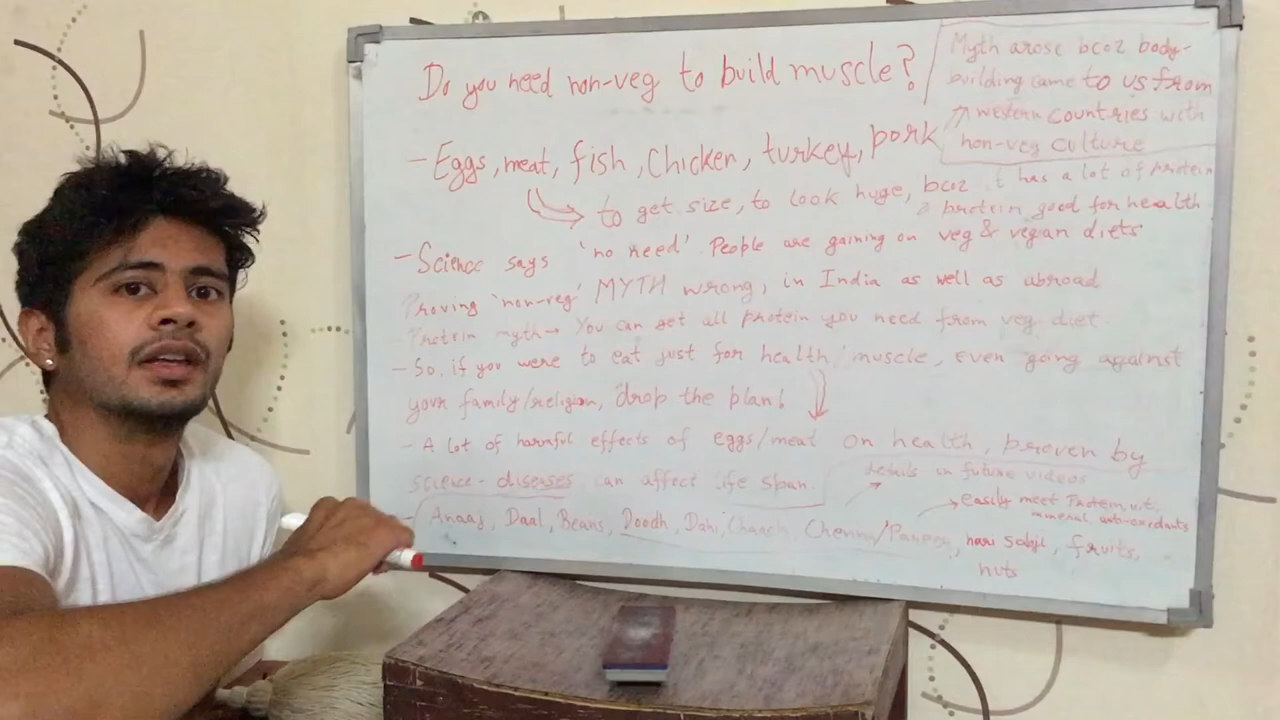 Do you need non-veg to build muscle?
Myth arose bcoz body-
building came to us from
western countries with
non-veg culture
- Eggs, meat, fish, Chicken, turkey, pork
to get size, to look huge, bcoz it has a lot of protein
& protein good for health
- Science says 'no need'. People are gaining on veg & vegan diets
Proving 'non-veg' MYTH wrong, in India as well as abroad
- Protein myth → You can get all protein you need from veg diet.
- So, if you were to eat just for health/muscle, even going against
your family/religion, drop the plan!
- A lot of harmful effects of eggs/meat on health, proven by
science - diseases can affect life span
details in future videos
- Anaaj, Daal, Beans, Doodh, Dahi, Chaach, Chenna/Paneer, hari sabji, fruits,
nuts
→ easily meet Protein, vit.
mineral, anti-oxidants